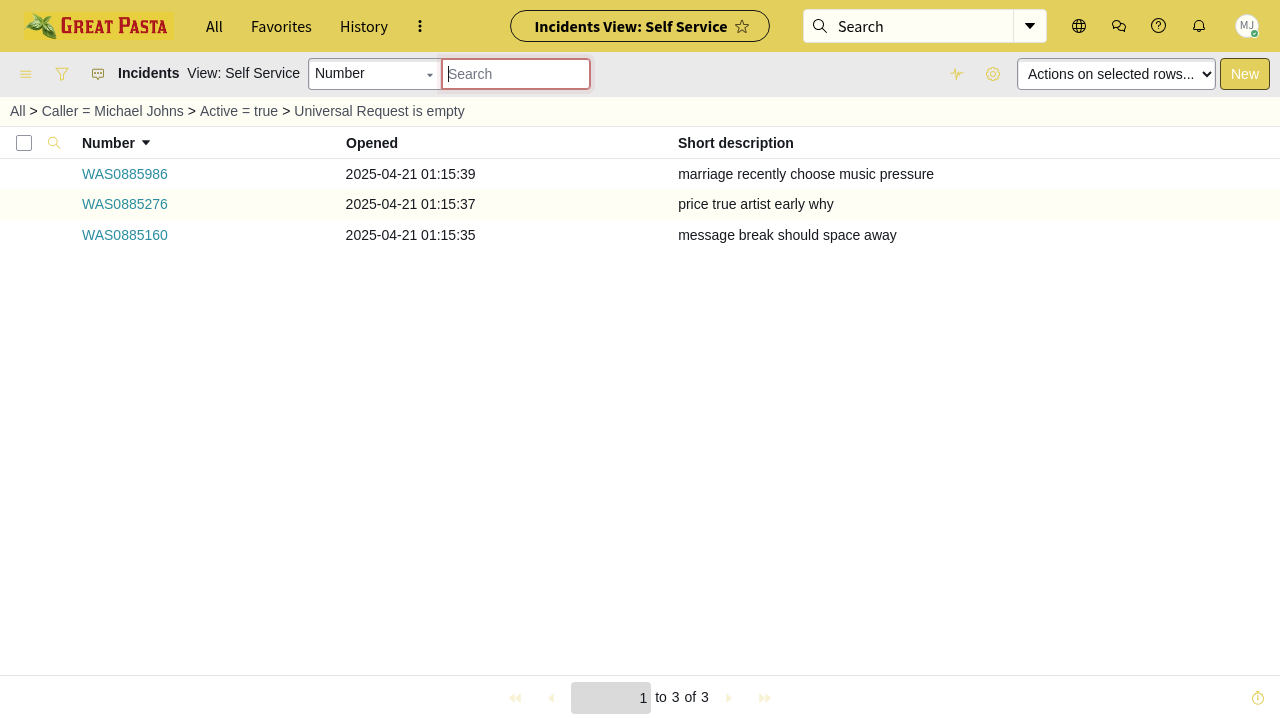 GREAT PASTA All Favorites History Incidents View: Self Service Search MJ
Incidents View: Self Service Number Search Actions on selected rows... New
All > Caller = Michael Johns > Active = true > Universal Request is empty
Number Opened Short description
WAS0885986 2025-04-21 01:15:39 marriage recently choose music pressure
WAS0885276 2025-04-21 01:15:37 price true artist early why
WAS0885160 2025-04-21 01:15:35 message break should space away
1 to 3 of 3